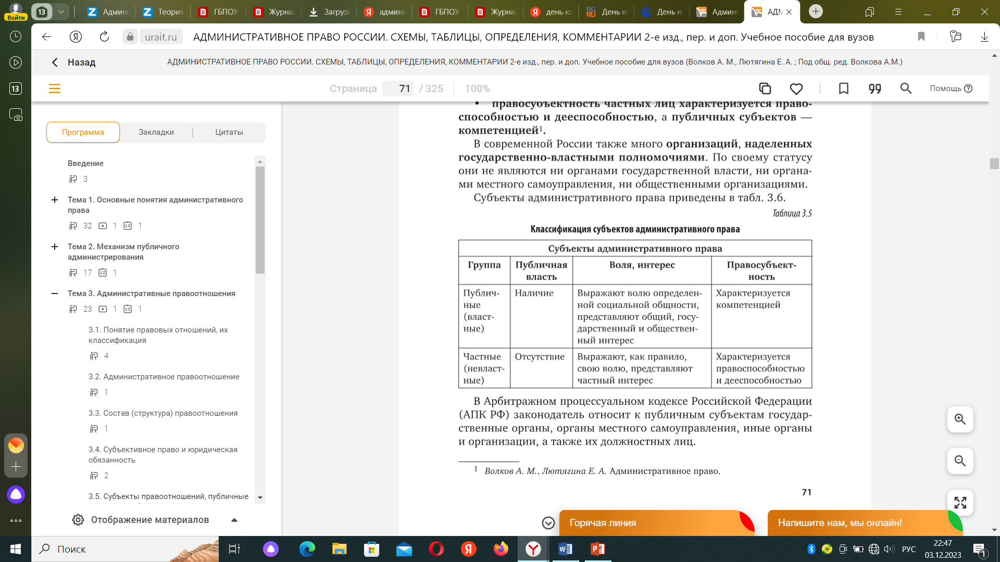 Войти
13
Админ
Теория
ГБПОУ
Журнал
Загрузк
админи
ГБПОУ
Журнал
день ю
День ю
День ю
Админи
АДМ
urait.ru
АДМИНИСТРАТИВНОЕ ПРАВО РОССИИ. СХЕМЫ, ТАБЛИЦЫ, ОПРЕДЕЛЕНИЯ, КОММЕНТАРИИ 2-е изд., пер. и доп. Учебное пособие для вузов
13
Назад
АДМИНИСТРАТИВНОЕ ПРАВО РОССИИ. СХЕМЫ, ТАБЛИЦЫ, ОПРЕДЕЛЕНИЯ, КОММЕНТАРИИ 2-е изд., пер. и доп. Учебное пособие для вузов (Волков А. М., Лютягина Е. А. ; Под общ. ред. Волкова А.М.)
Страница 71 / 325 100%
Помощь
Программа
Закладки
Цитаты
Введение
3
Тема 1. Основные понятия административного
права
32 1 1
Тема 2. Механизм публичного
администрирования
17 1
Тема 3. Административные правоотношения
23 1 1
3.1. Понятие правовых отношений, их
классификация
4
3.2. Административное правоотношение
1
3.3. Состав (структура) правоотношения
1
3.4. Субъективное право и юридическая
обязанность
2
3.5. Субъекты правоотношений, публичные
Отображение материалов
• правосубъектность частных лиц характеризуется право-
способностью и дееспособностью, а публичных субъектов —
компетенцией¹.
В современной России также много организаций, наделенных
государственно-властными полномочиями. По своему статусу
они не являются ни органами государственной власти, ни органа-
ми местного самоуправления, ни общественными организациями.
Субъекты административного права приведены в табл. 3.6.
Таблица 3.5
Классификация субъектов административного права
Субъекты административного права
Группа
Публичная
власть
Воля, интерес
Правосубъект-
ность
Публич-
ные
(власт-
ные)
Наличие
Выражают волю определен-
ной социальной общности,
представляют общий, госу-
дарственный и обществен-
ный интерес
Характеризуется
компетенцией
Частные
(невласт-
ные)
Отсутствие
Выражают, как правило,
свою волю, представляют
частный интерес
Характеризуется
правоспособностью
и дееспособностью
В Арбитражном процессуальном кодексе Российской Федерации
(АПК РФ) законодатель относит к публичным субъектам государ-
ственные органы, органы местного самоуправления, иные органы
и организации, а также их должностных лиц.
¹ Волков А. М., Лютягина Е. А. Административное право.
71
Горячая линия
Напишите нам, мы онлайн!
Поиск
РУС
22:47
03.12.2023
1